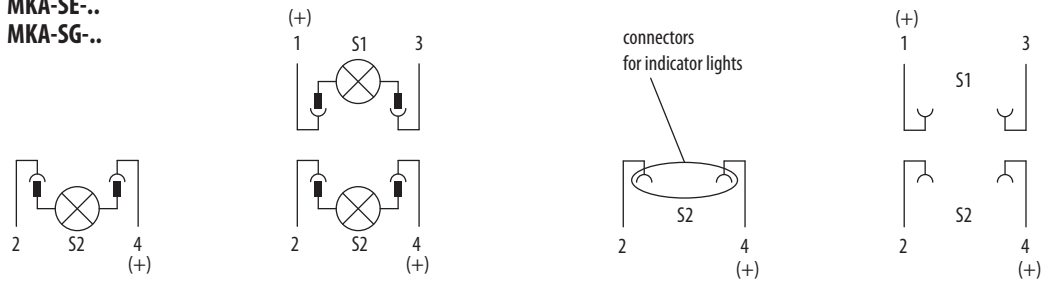 MKA-SE-..
MKA-SG-..
2 S2 4
(+)
(+)
1 S1 3
2 S2 4
(+)
connectors
for indicator lights
S2
2 4
(+)
(+)
1 3
S1
S2
2 4
(+)